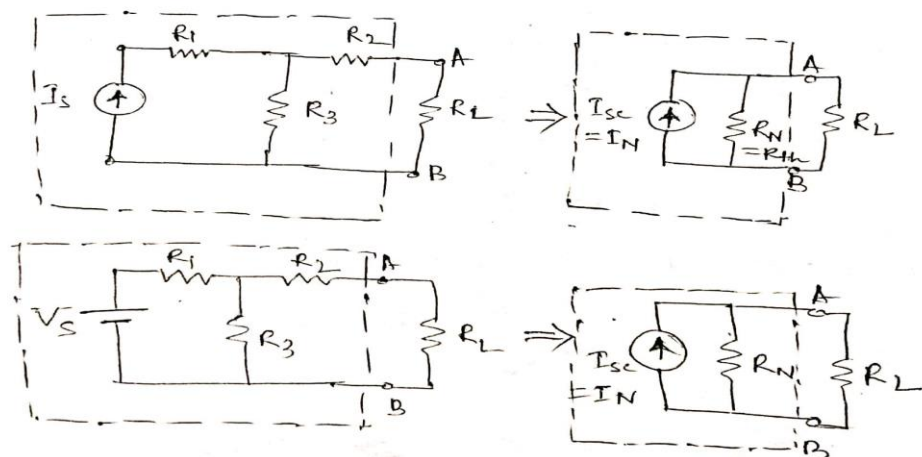 R1 R2
A
Is R3 RL
B
A
Isc
= IN
RN
= Rth
RL
B
R1 R2 A
Vs R3 RL
B
A
Isc
= IN
RN RL
B